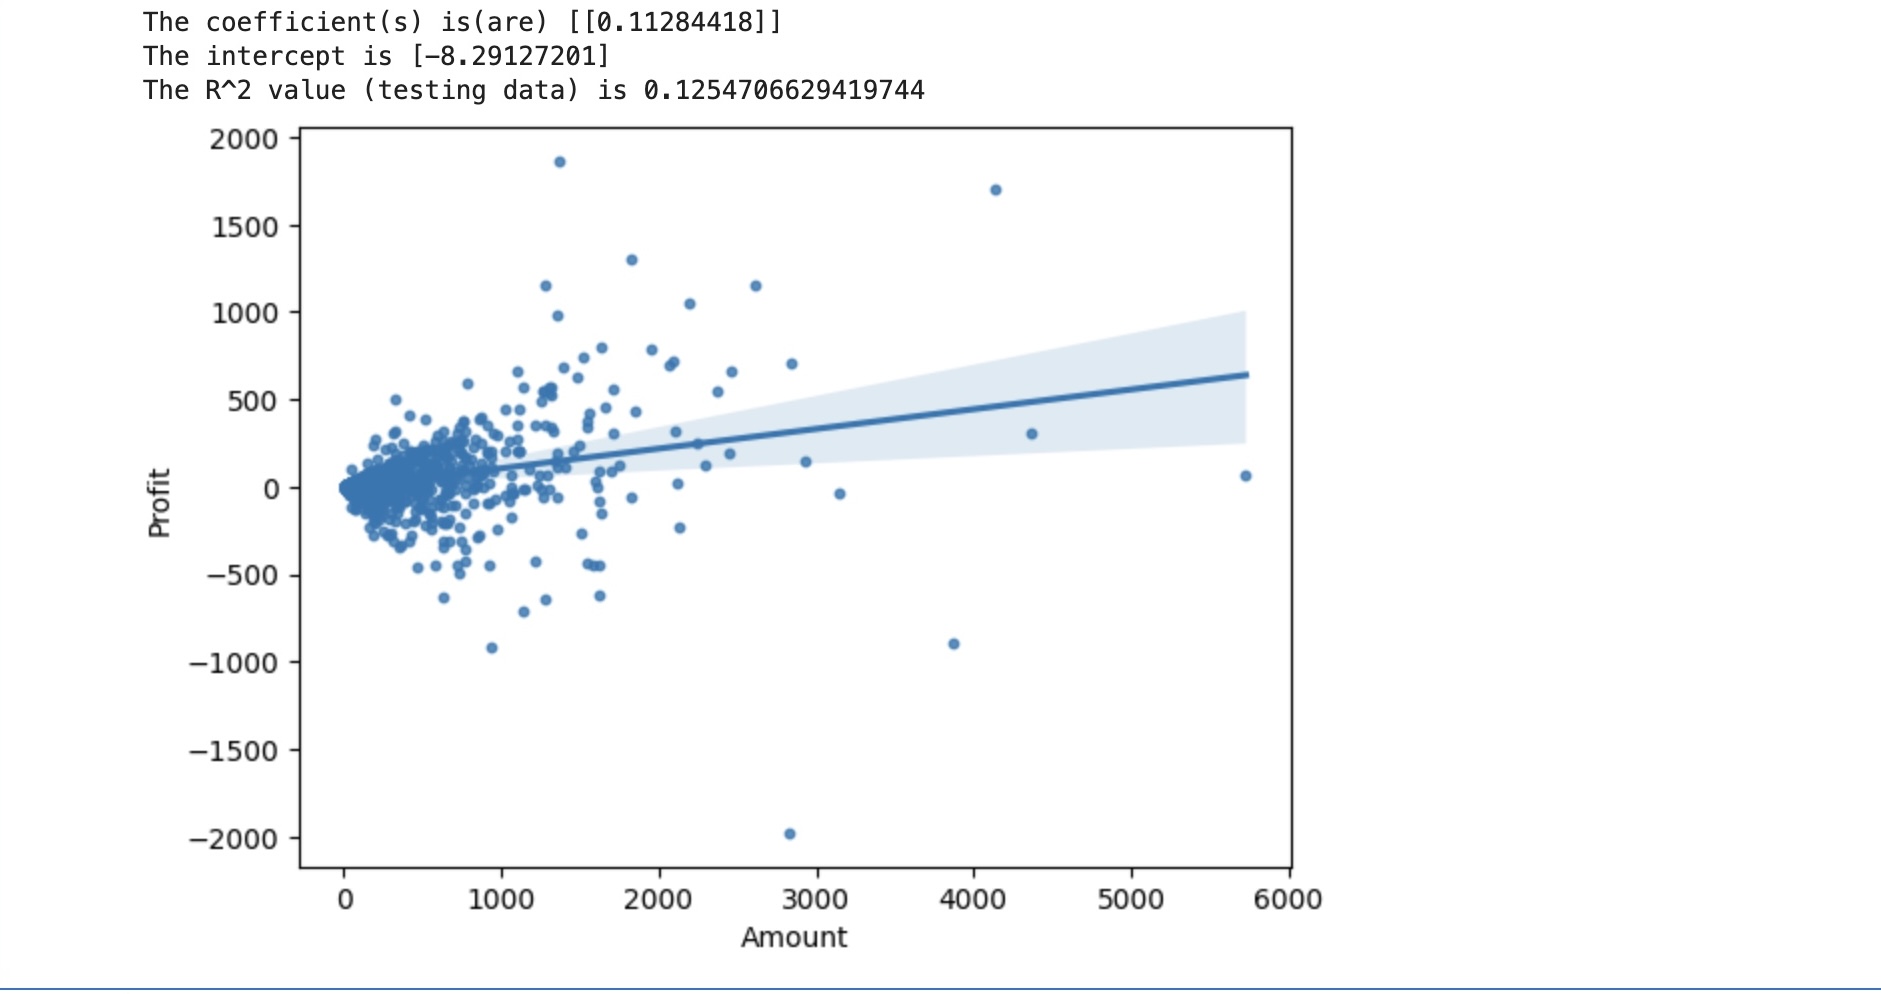 The coefficient(s) is(are) [[0.11284418]]
The intercept is [-8.29127201]
The R^2 value (testing data) is 0.1254706629419744
2000
1500
1000
500
0
−500
−1000
−1500
−2000
Profit
0 1000 2000 3000 4000 5000 6000
Amount